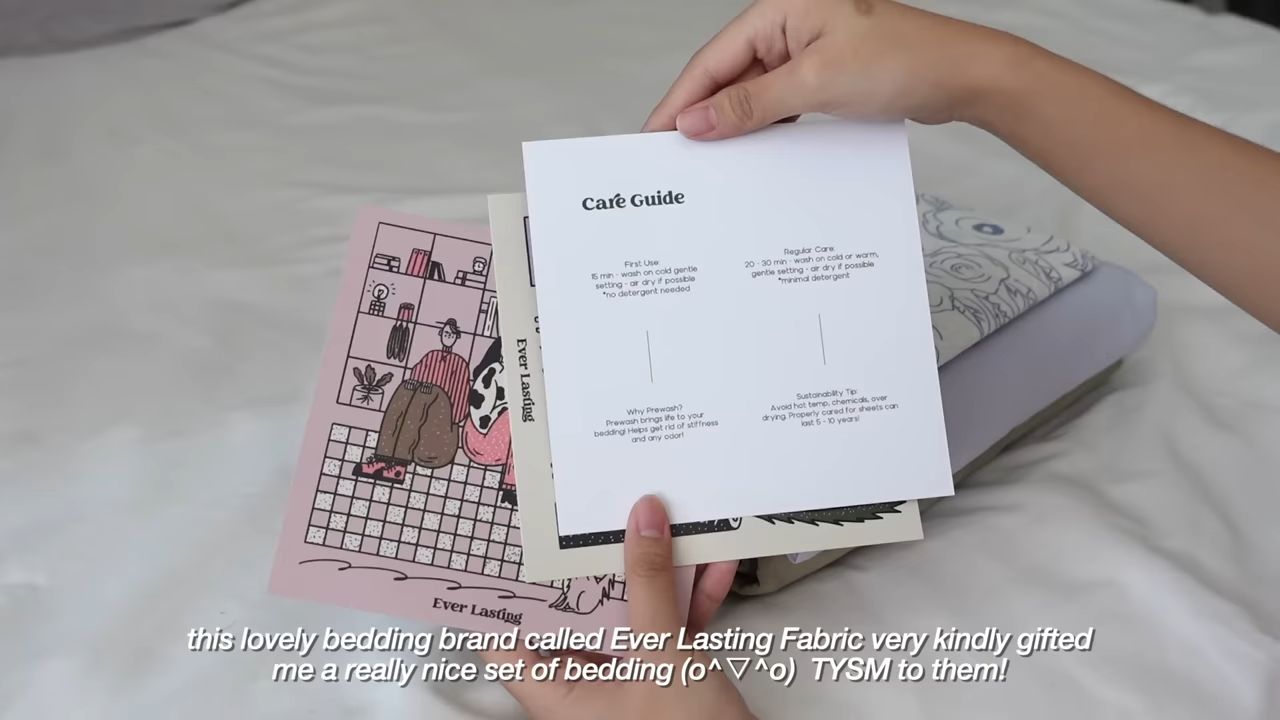 Care Guide
First Use:
15 min - wash on cold gentle
setting - air dry if possible
*no detergent needed
Regular Care:
20 - 30 min - wash on cold or warm,
gentle setting - air dry if possible
*minimal detergent
Why Prewash?
Prewash brings life to your
bedding! Helps get rid of stiffness
and any odor!
Sustainability Tip:
Avoid hot temp, chemicals, over
drying. Properly cared for sheets can
last 5 - 10 years!
Ever Lasting
Ever Lasting
this lovely bedding brand called Ever Lasting Fabric very kindly gifted
me a really nice set of bedding (o^▽^o) TYSM to them!